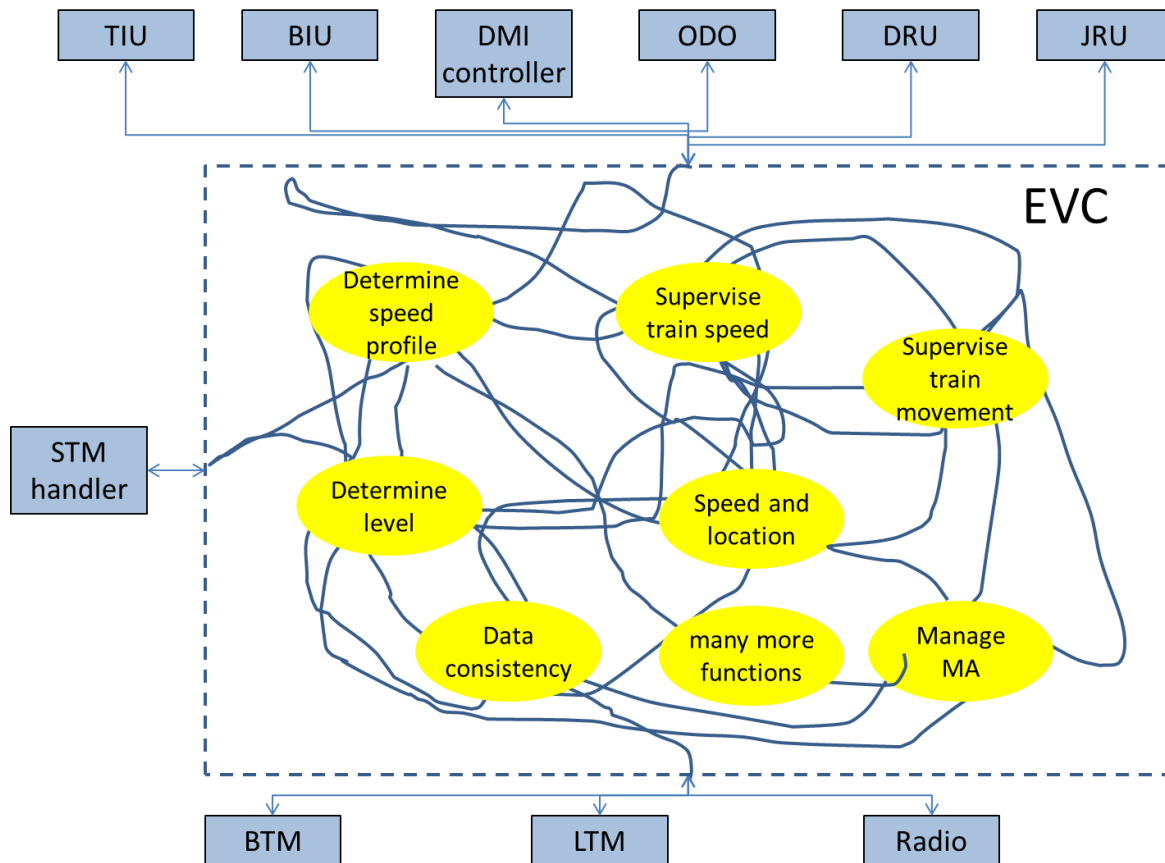 TIU
BIU
DMI
controller
ODO
DRU
JRU
EVC
Determine
speed
profile
Supervise
train speed
Supervise
train
movement
STM
handler
Determine
level
Speed and
location
Data
consistency
many more
functions
Manage
MA
BTM
LTM
Radio